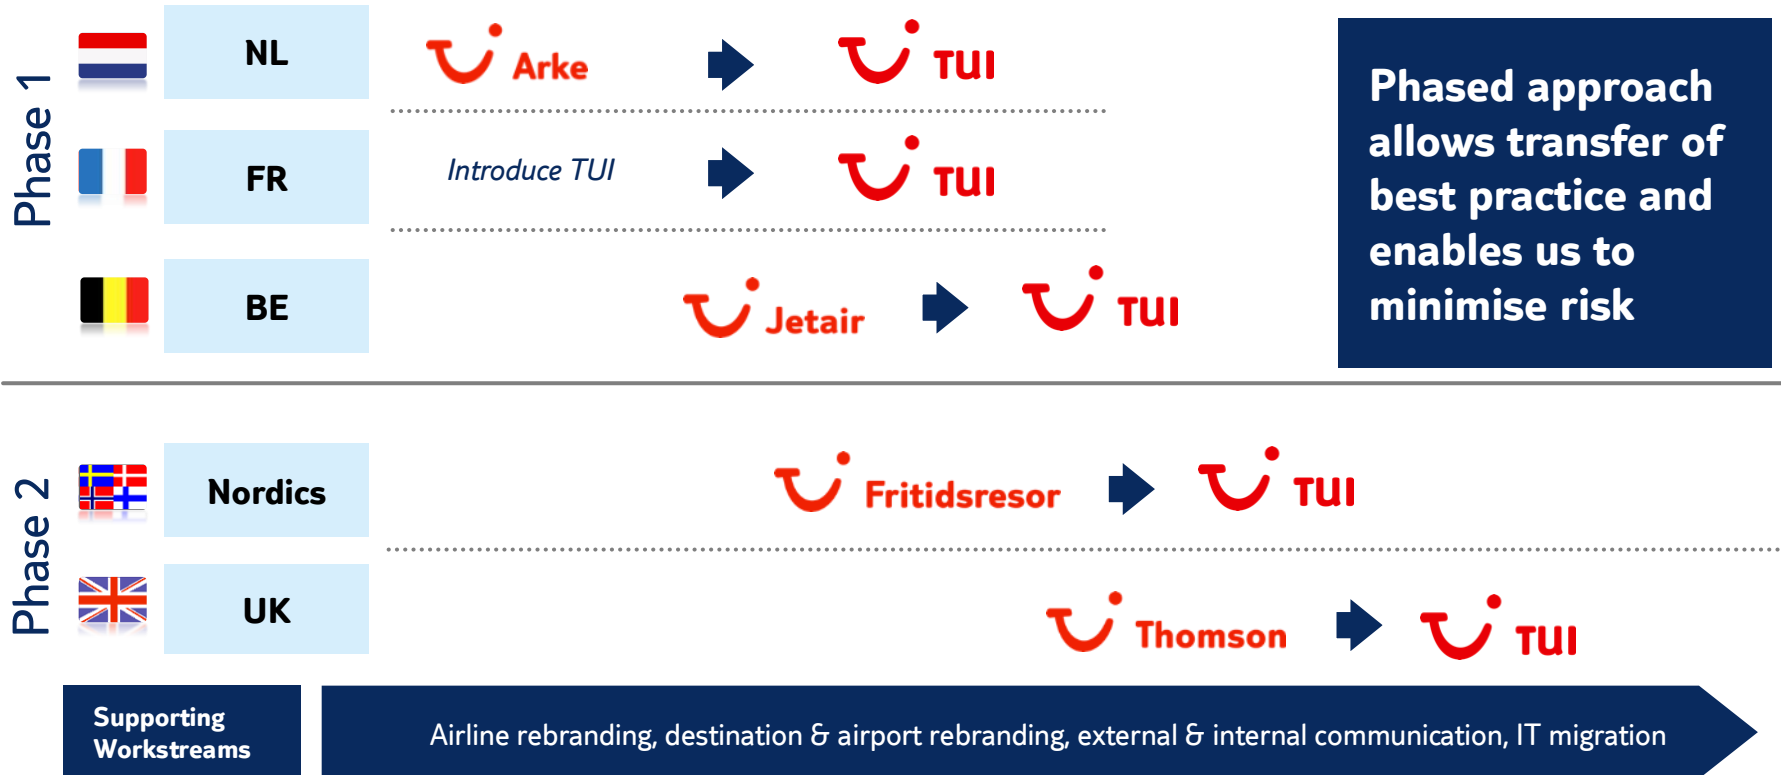 Phase 1
NL
Arke
TUI
FR
Introduce TUI
TUI
BE
Jetair
TUI
Phased approach
allows transfer of
best practice and
enables us to
minimise risk
Phase 2
Nordics
Fritidsresor
TUI
UK
Thomson
TUI
Supporting
Workstreams
Airline rebranding, destination & airport rebranding, external & internal communication, IT migration